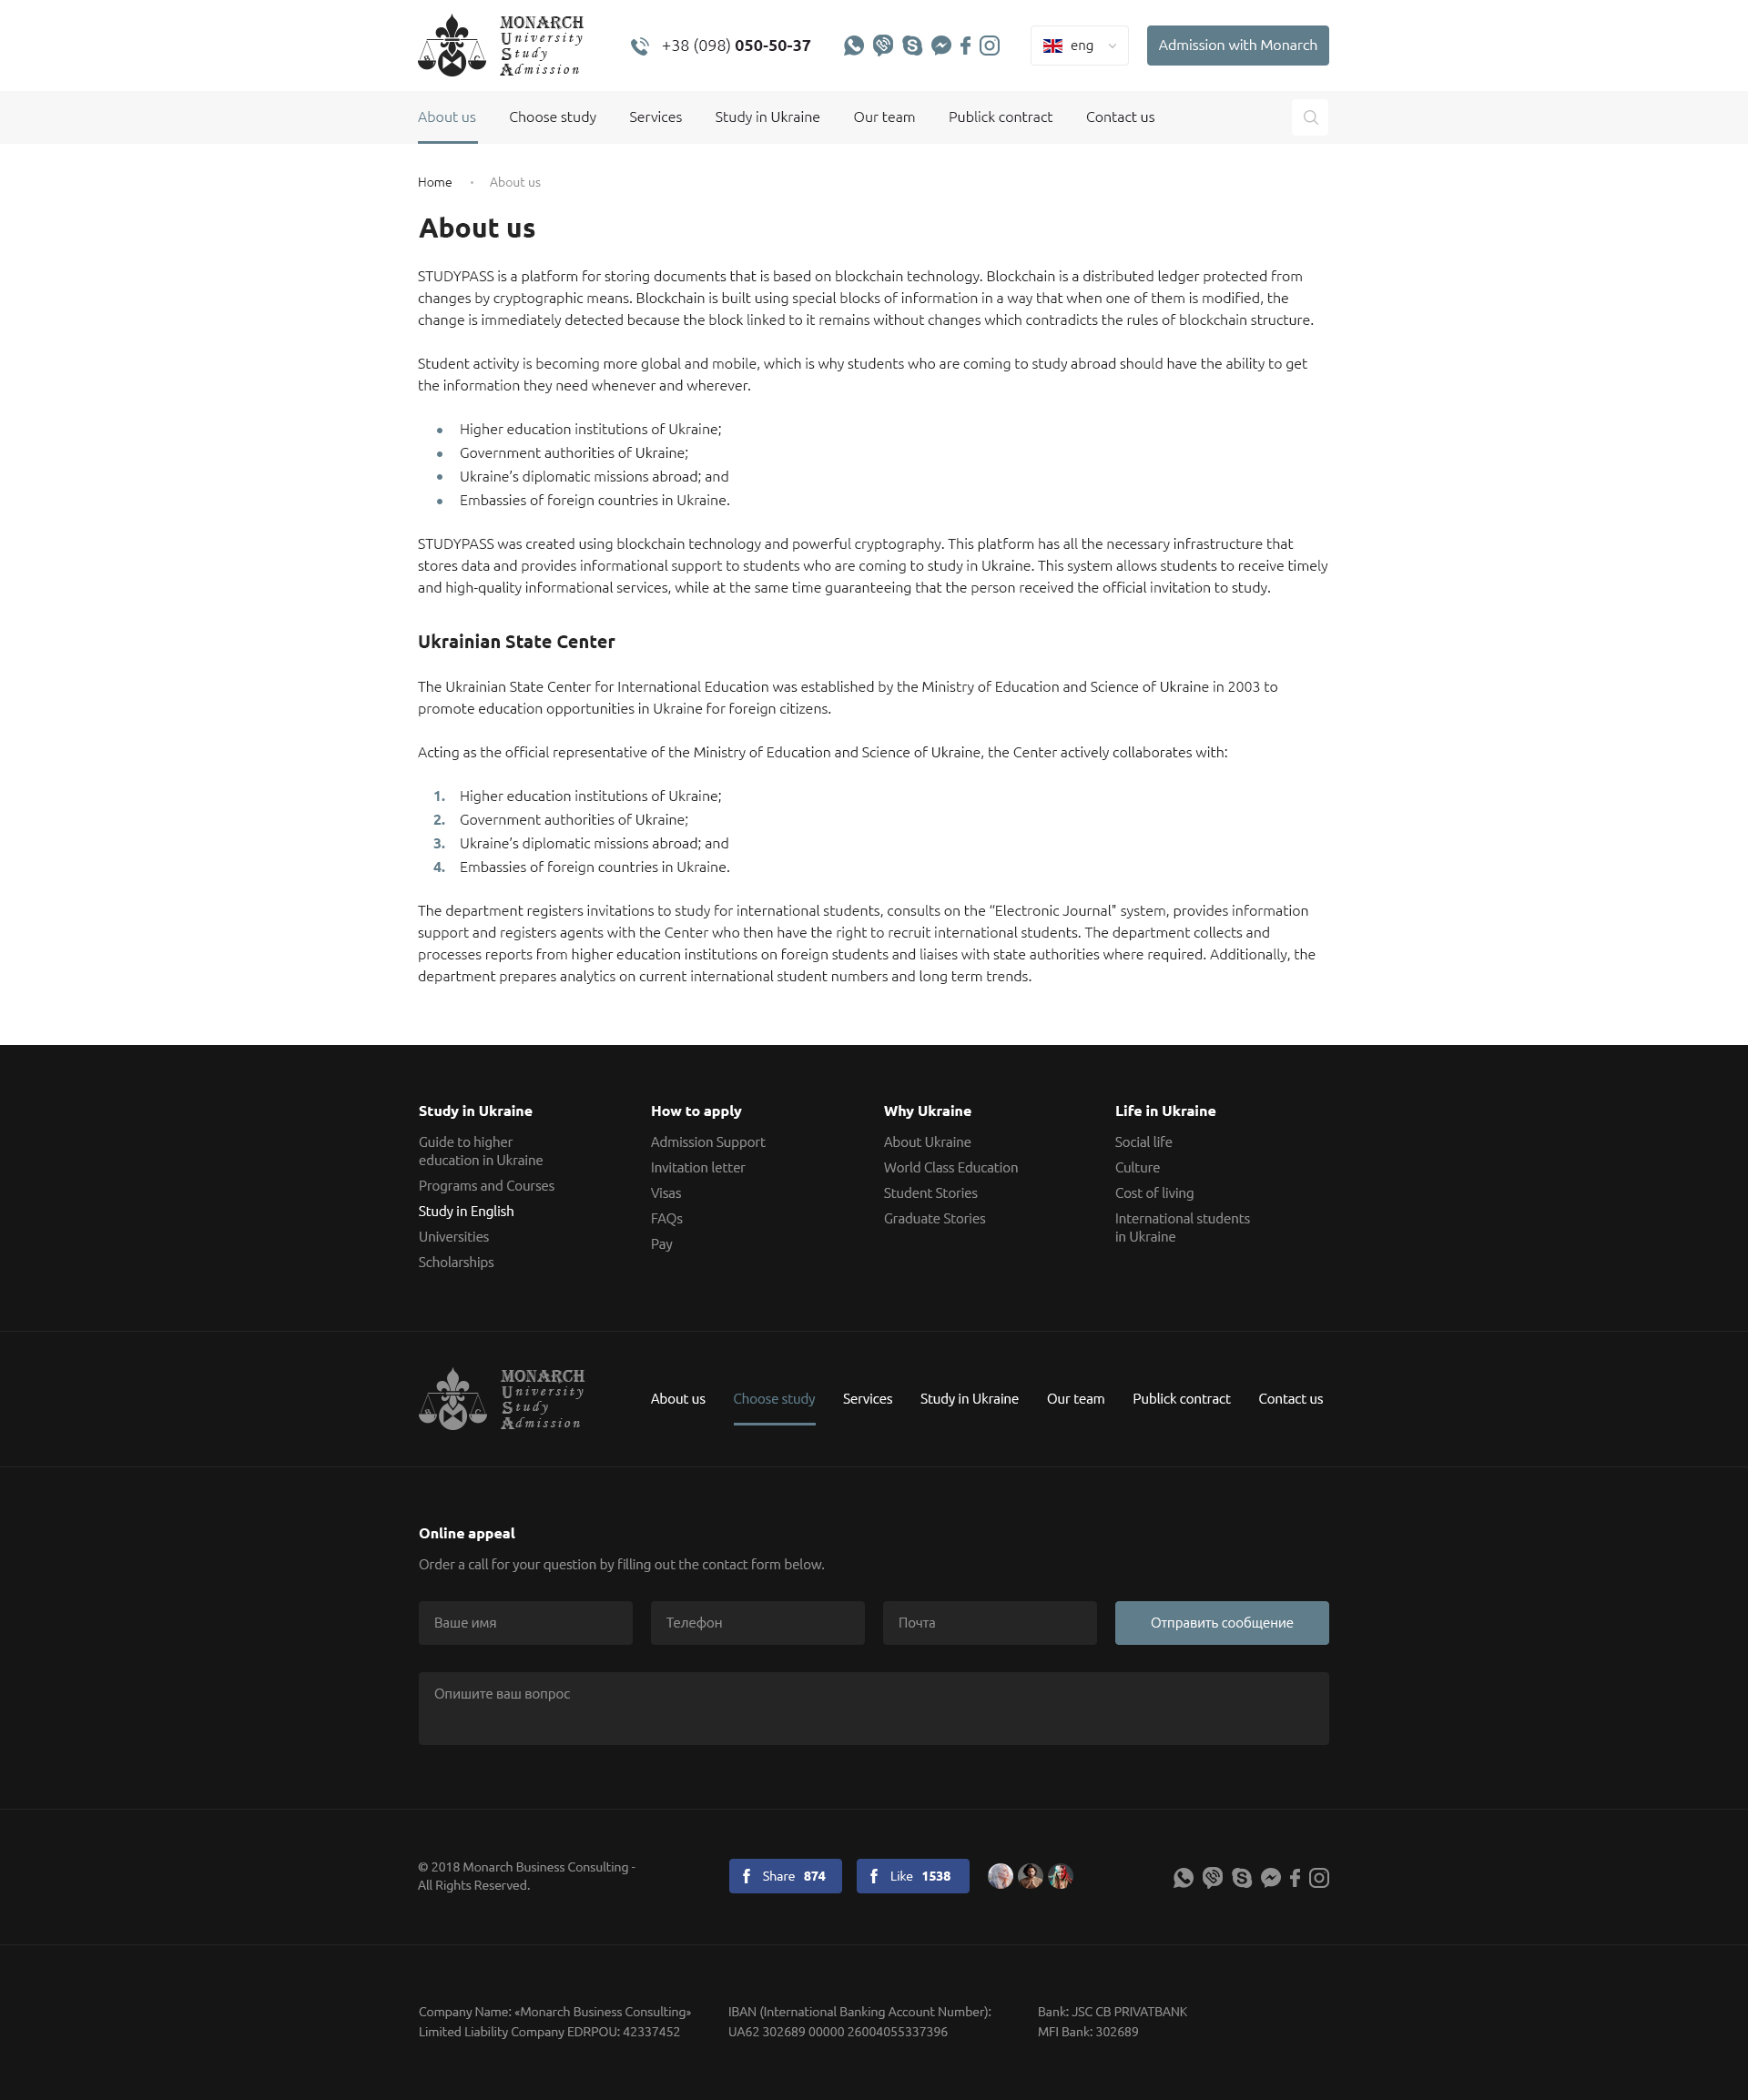 MONARCH
University
Study
Admission
+38 (098) 050-50-37
eng
Admission with Monarch
About us
Choose study
Services
Study in Ukraine
Our team
Publick contract
Contact us
Home • About us
About us
STUDYPASS is a platform for storing documents that is based on blockchain technology. Blockchain is a distributed ledger protected from
changes by cryptographic means. Blockchain is built using special blocks of information in a way that when one of them is modified, the
change is immediately detected because the block linked to it remains without changes which contradicts the rules of blockchain structure.
Student activity is becoming more global and mobile, which is why students who are coming to study abroad should have the ability to get
the information they need whenever and wherever.
• Higher education institutions of Ukraine;
• Government authorities of Ukraine;
• Ukraine’s diplomatic missions abroad; and
• Embassies of foreign countries in Ukraine.
STUDYPASS was created using blockchain technology and powerful cryptography. This platform has all the necessary infrastructure that
stores data and provides informational support to students who are coming to study in Ukraine. This system allows students to receive timely
and high-quality informational services, while at the same time guaranteeing that the person received the official invitation to study.
Ukrainian State Center
The Ukrainian State Center for International Education was established by the Ministry of Education and Science of Ukraine in 2003 to
promote education opportunities in Ukraine for foreign citizens.
Acting as the official representative of the Ministry of Education and Science of Ukraine, the Center actively collaborates with:
1. Higher education institutions of Ukraine;
2. Government authorities of Ukraine;
3. Ukraine’s diplomatic missions abroad; and
4. Embassies of foreign countries in Ukraine.
The department registers invitations to study for international students, consults on the “Electronic Journal" system, provides information
support and registers agents with the Center who then have the right to recruit international students. The department collects and
processes reports from higher education institutions on foreign students and liaises with state authorities where required. Additionally, the
department prepares analytics on current international student numbers and long term trends.
Study in Ukraine
Guide to higher
education in Ukraine
Programs and Courses
Study in English
Universities
Scholarships
How to apply
Admission Support
Invitation letter
Visas
FAQs
Pay
Why Ukraine
About Ukraine
World Class Education
Student Stories
Graduate Stories
Life in Ukraine
Social life
Culture
Cost of living
International students
in Ukraine
MONARCH
University
Study
Admission
About us
Choose study
Services
Study in Ukraine
Our team
Publick contract
Contact us
Online appeal
Order a call for your question by filling out the contact form below.
Ваше имя
Телефон
Почта
Отправить сообщение
Опишите ваш вопрос
© 2018 Monarch Business Consulting -
All Rights Reserved.
Share 874
Like 1538
Company Name: «Monarch Business Consulting»
Limited Liability Company EDRPOU: 42337452
IBAN (International Banking Account Number):
UA62 302689 00000 26004055337396
Bank: JSC CB PRIVATBANK
MFI Bank: 302689